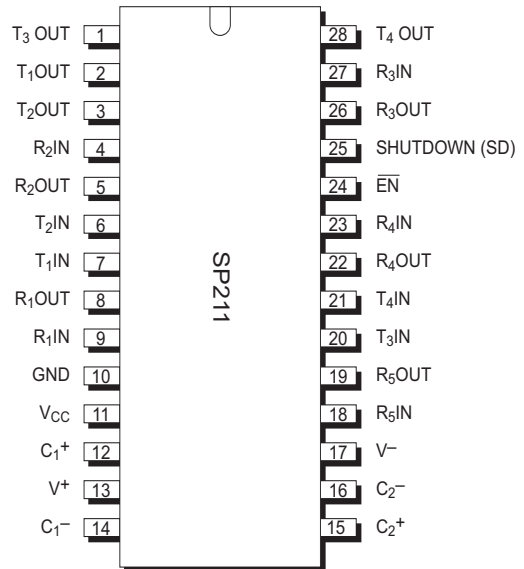 T₃ OUT 1 28 T₄ OUT
T₁OUT 2 27 R₃IN
T₂OUT 3 26 R₃OUT
R₂IN 4 25 SHUTDOWN (SD)
R₂OUT 5 24 E̅N̅
T₂IN 6 23 R₄IN
T₁IN 7 22 R₄OUT
R₁OUT 8 21 T₄IN
R₁IN 9 20 T₃IN
GND 10 19 R₅OUT
V_CC 11 18 R₅IN
C₁⁺ 12 17 V⁻
V⁺ 13 16 C₂⁻
C₁⁻ 14 15 C₂⁺
SP211